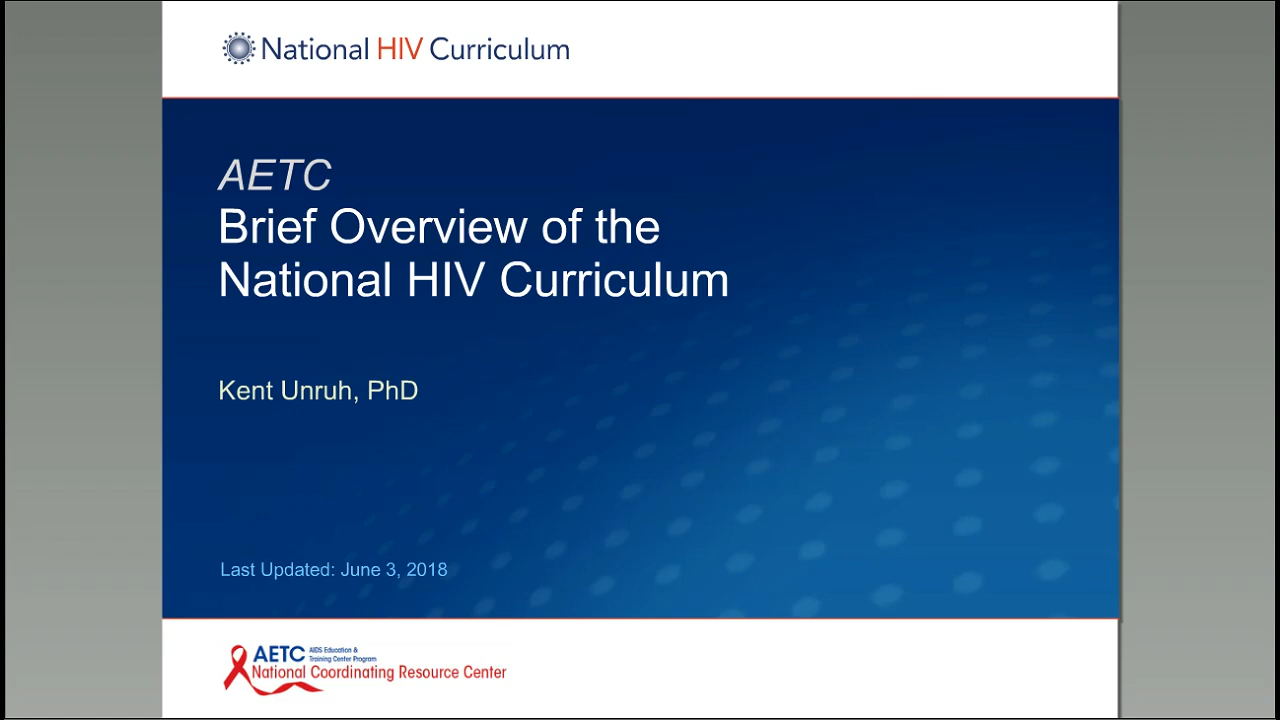 National HIV Curriculum
AETC
Brief Overview of the
National HIV Curriculum
Kent Unruh, PhD
Last Updated: June 3, 2018
AETC AIDS Education &
Training Center Program
National Coordinating Resource Center